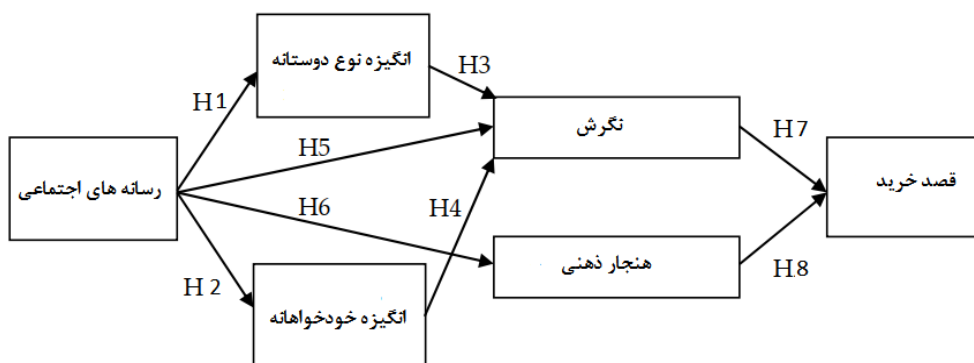 انگیزه نوع دوستانه
H3
H1
نگرش
H7
H5
رسانه های اجتماعی
قصد خرید
H6
H4
هنجار ذهنی
H8
H2
انگیزه خودخواهانه